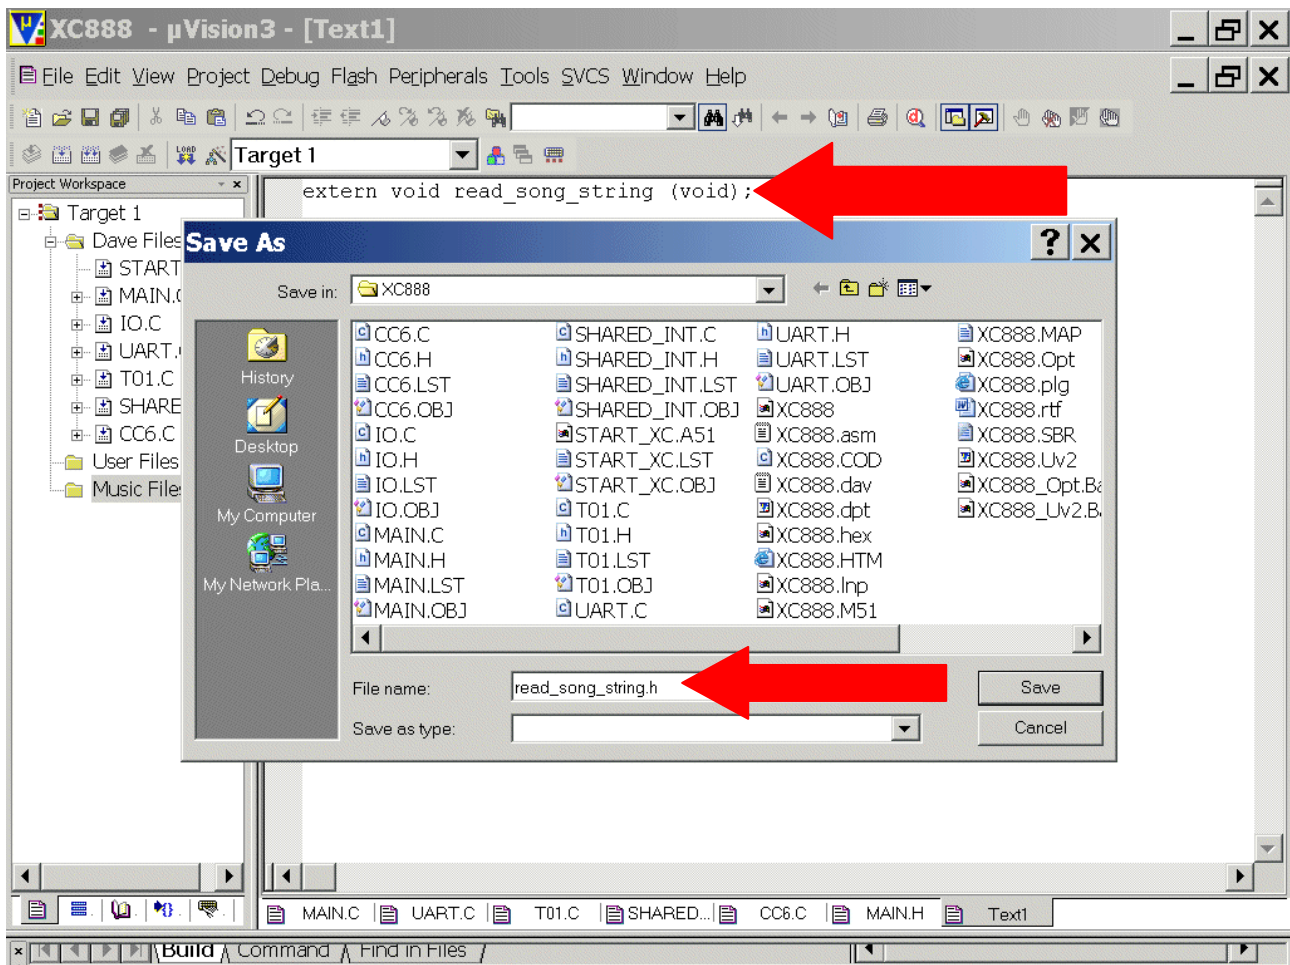 XC888 - µVision3 - [Text1]
File Edit View Project Debug Flash Peripherals Tools SVCS Window Help
LOAD
Target 1
Project Workspace
extern void read_song_string (void);
Target 1
Dave Files
START
MAIN.C
IO.C
UART.
T01.C
SHARE
CC6.C
User Files
Music Files
Save As
Save in: XC888
History
Desktop
My Computer
My Network Pla...
CC6.C
CC6.H
CC6.LST
CC6.OBJ
IO.C
IO.H
IO.LST
IO.OBJ
MAIN.C
MAIN.H
MAIN.LST
MAIN.OBJ
SHARED_INT.C
SHARED_INT.H
SHARED_INT.LST
SHARED_INT.OBJ
START_XC.A51
START_XC.LST
START_XC.OBJ
T01.C
T01.H
T01.LST
T01.OBJ
UART.C
UART.H
UART.LST
UART.OBJ
XC888
XC888.asm
XC888.COD
XC888.dav
XC888.dpt
XC888.hex
XC888.HTM
XC888.lnp
XC888.M51
XC888.MAP
XC888.Opt
XC888.plg
XC888.rtf
XC888.SBR
XC888.Uv2
XC888_Opt.Ba
XC888_Uv2.Ba
File name: read_song_string.h Save
Save as type: Cancel
MAIN.C UART.C T01.C SHARED... CC6.C MAIN.H Text1
Build Command Find in Files